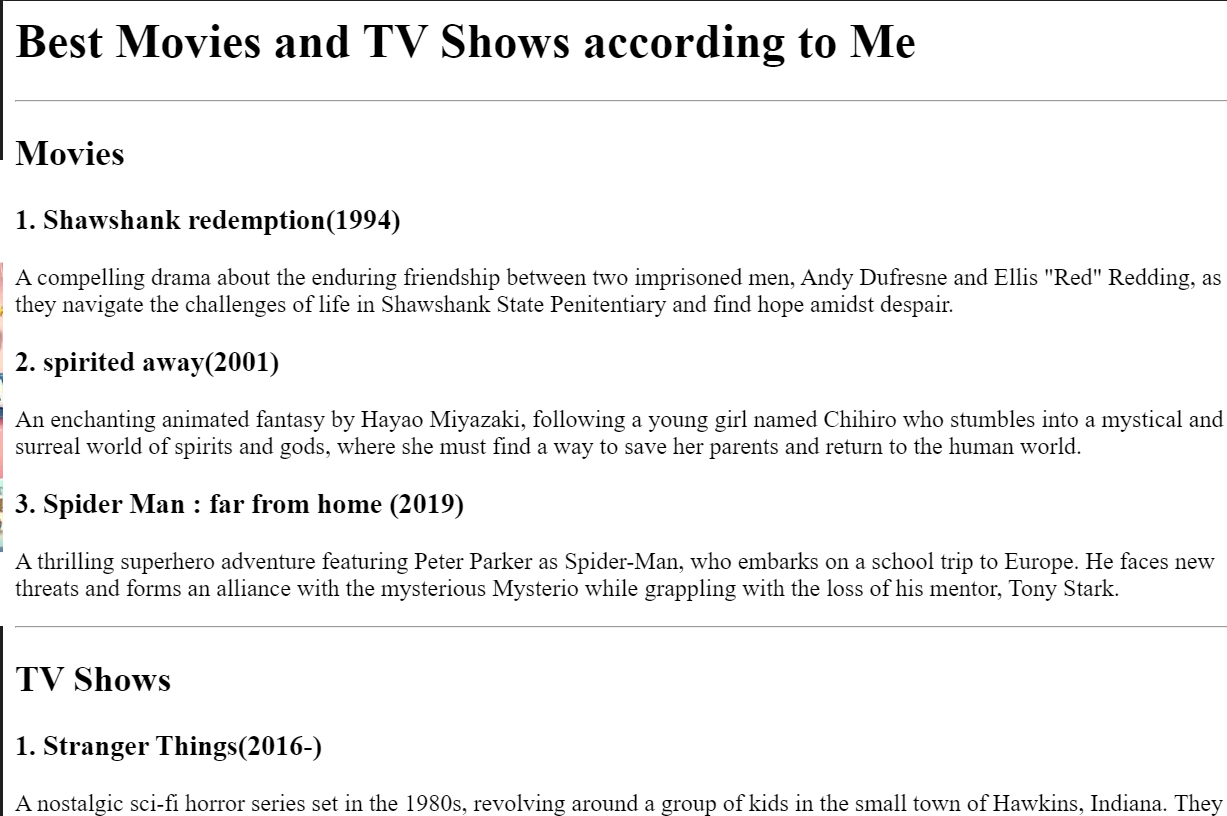 Best Movies and TV Shows according to Me
Movies
1. Shawshank redemption(1994)
A compelling drama about the enduring friendship between two imprisoned men, Andy Dufresne and Ellis "Red" Redding, as
they navigate the challenges of life in Shawshank State Penitentiary and find hope amidst despair.
2. spirited away(2001)
An enchanting animated fantasy by Hayao Miyazaki, following a young girl named Chihiro who stumbles into a mystical and
surreal world of spirits and gods, where she must find a way to save her parents and return to the human world.
3. Spider Man : far from home (2019)
A thrilling superhero adventure featuring Peter Parker as Spider-Man, who embarks on a school trip to Europe. He faces new
threats and forms an alliance with the mysterious Mysterio while grappling with the loss of his mentor, Tony Stark.
TV Shows
1. Stranger Things(2016-)
A nostalgic sci-fi horror series set in the 1980s, revolving around a group of kids in the small town of Hawkins, Indiana. They